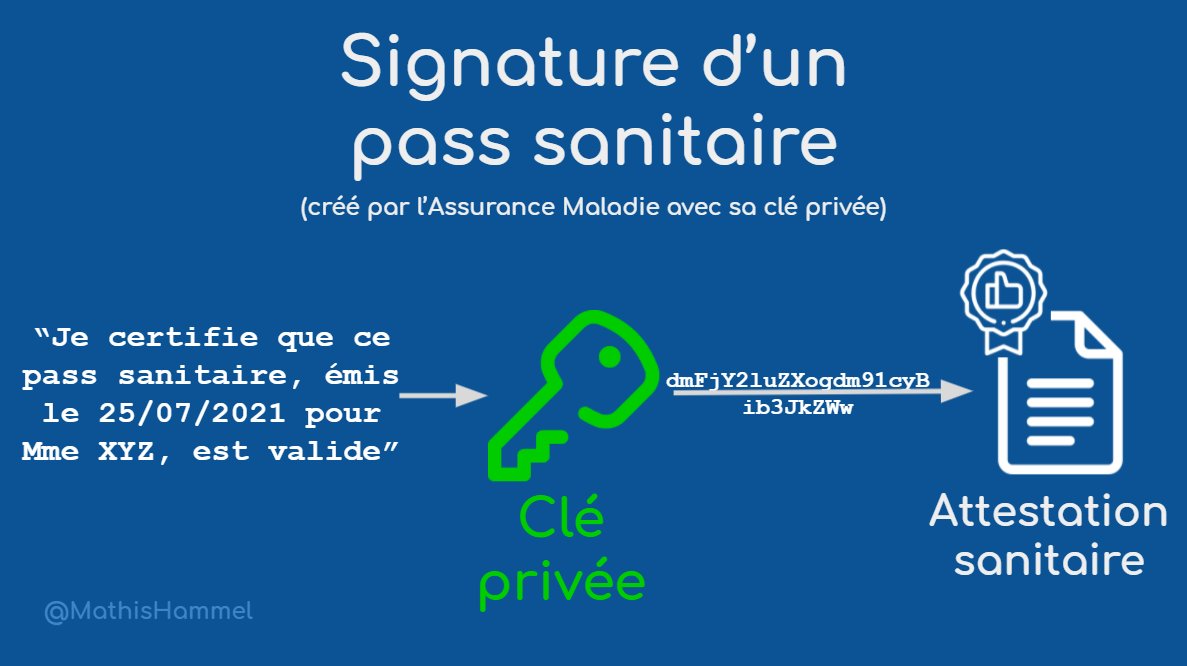 Signature d’un
pass sanitaire
(créé par l’Assurance Maladie avec sa clé privée)
“Je certifie que ce
pass sanitaire, émis
le 25/07/2021 pour
Mme XYZ, est valide”
dmFjY2luZXogdm91cyB
ib3JkZWw
Clé
privée
Attestation
sanitaire
@MathisHammel